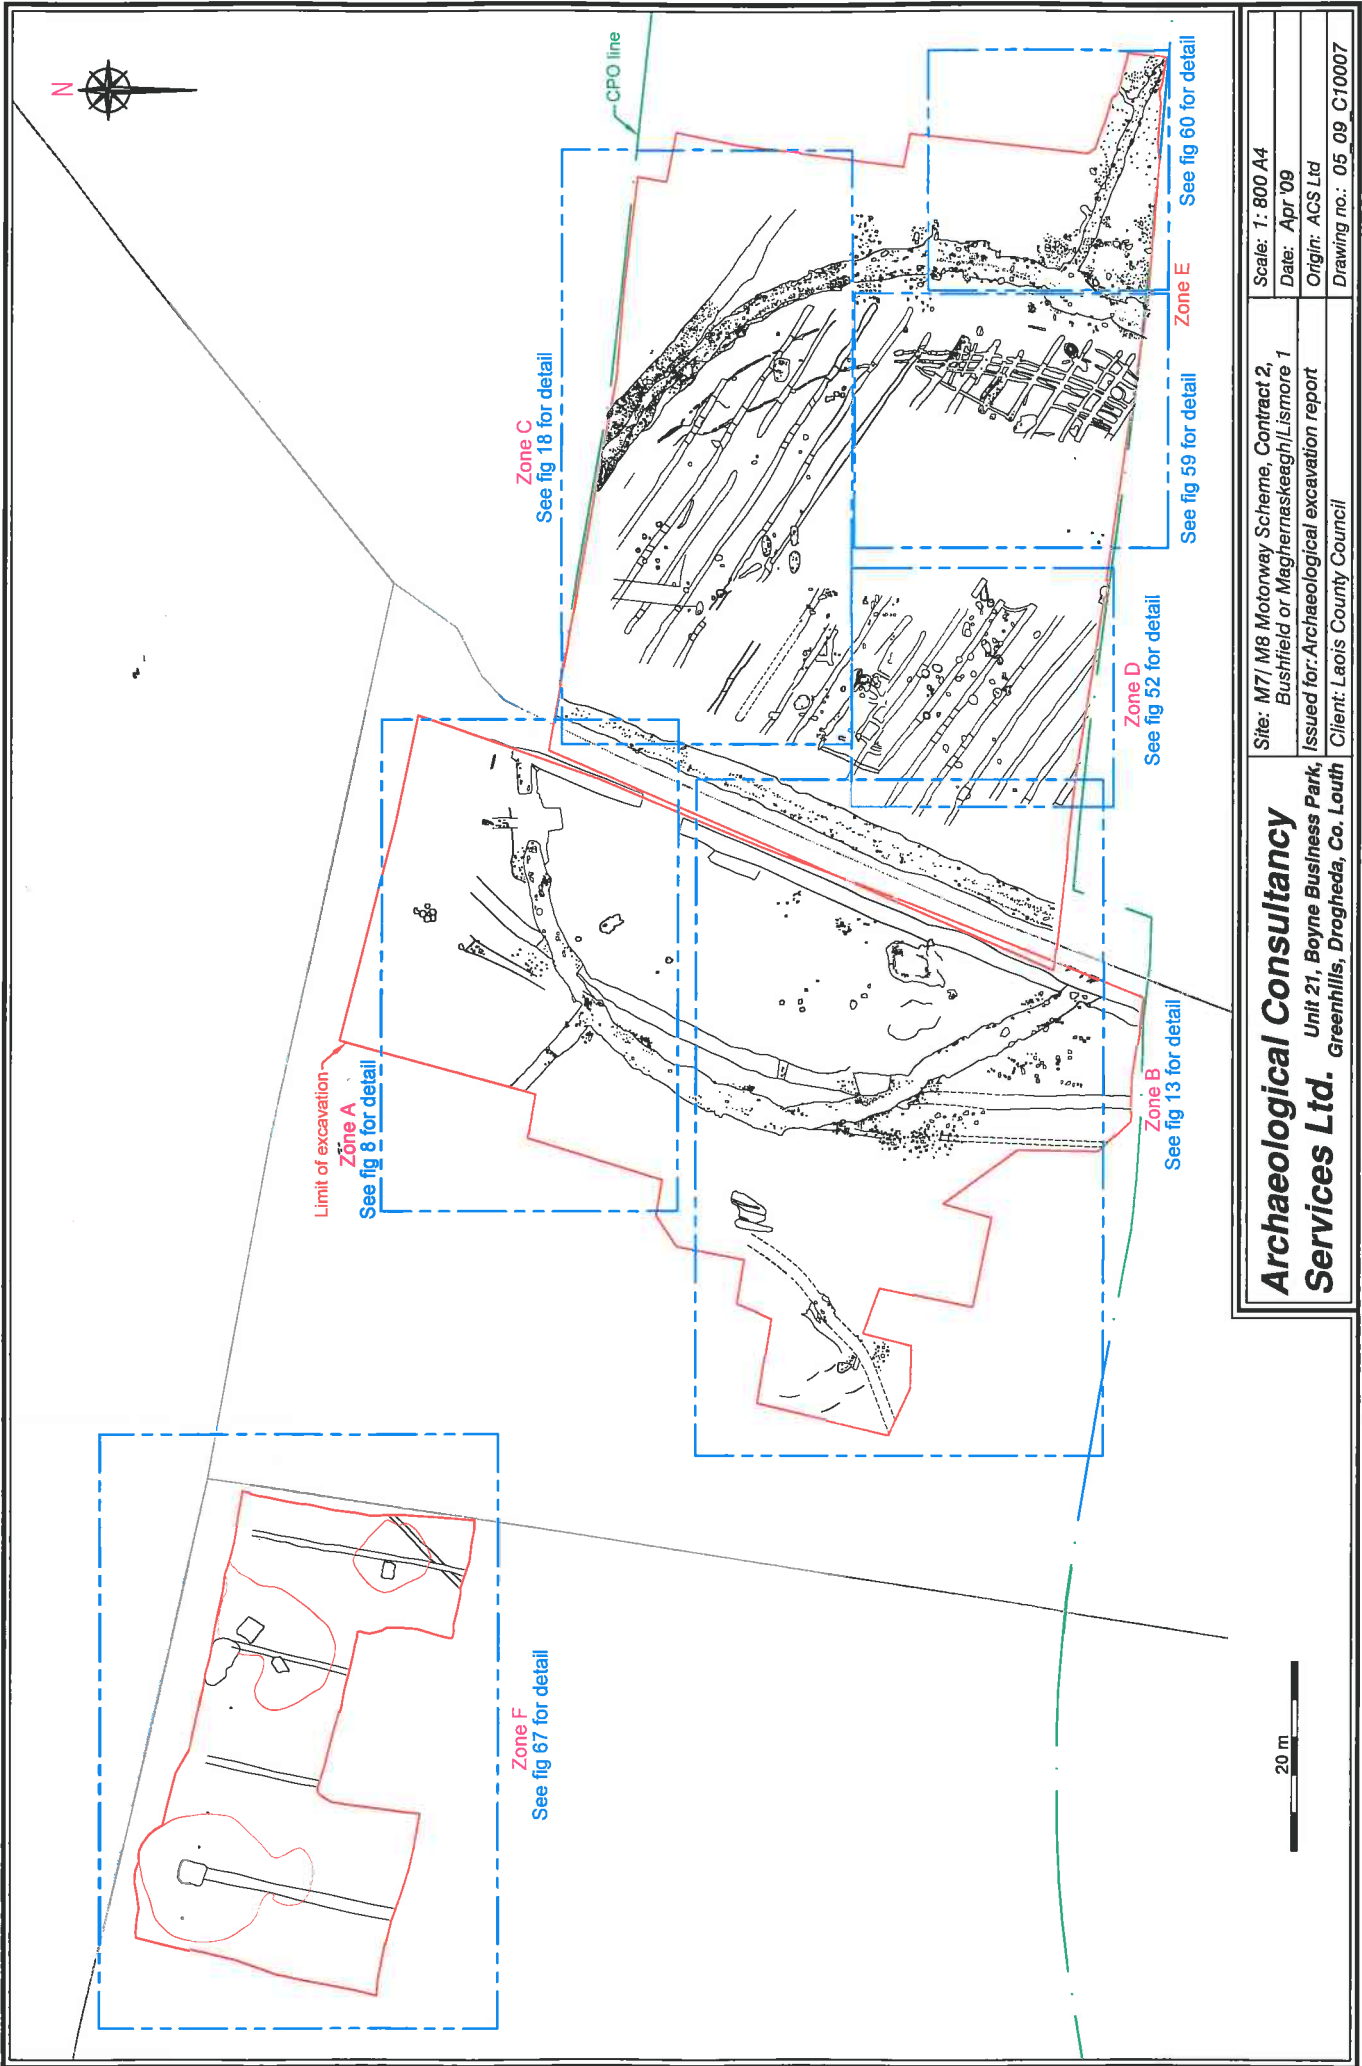 N
CPO line
Limit of excavation
Zone A
See fig 8 for detail
Zone C
See fig 18 for detail
Zone F
See fig 67 for detail
Zone B
See fig 13 for detail
Zone D
See fig 52 for detail
See fig 59 for detail
Zone E
See fig 60 for detail
20 m
Archaeological Consultancy
Services Ltd.
Unit 21, Boyne Business Park,
Greenhills, Drogheda, Co. Louth
Site: M7/ M8 Motorway Scheme, Contract 2,
Bushfield or Maghernaskeagh/Lismore 1
Issued for: Archaeological excavation report
Client: Laois County Council
Scale: 1: 800 A4
Date: Apr '09
Origin: ACS Ltd
Drawing no.: 05_09_C10007